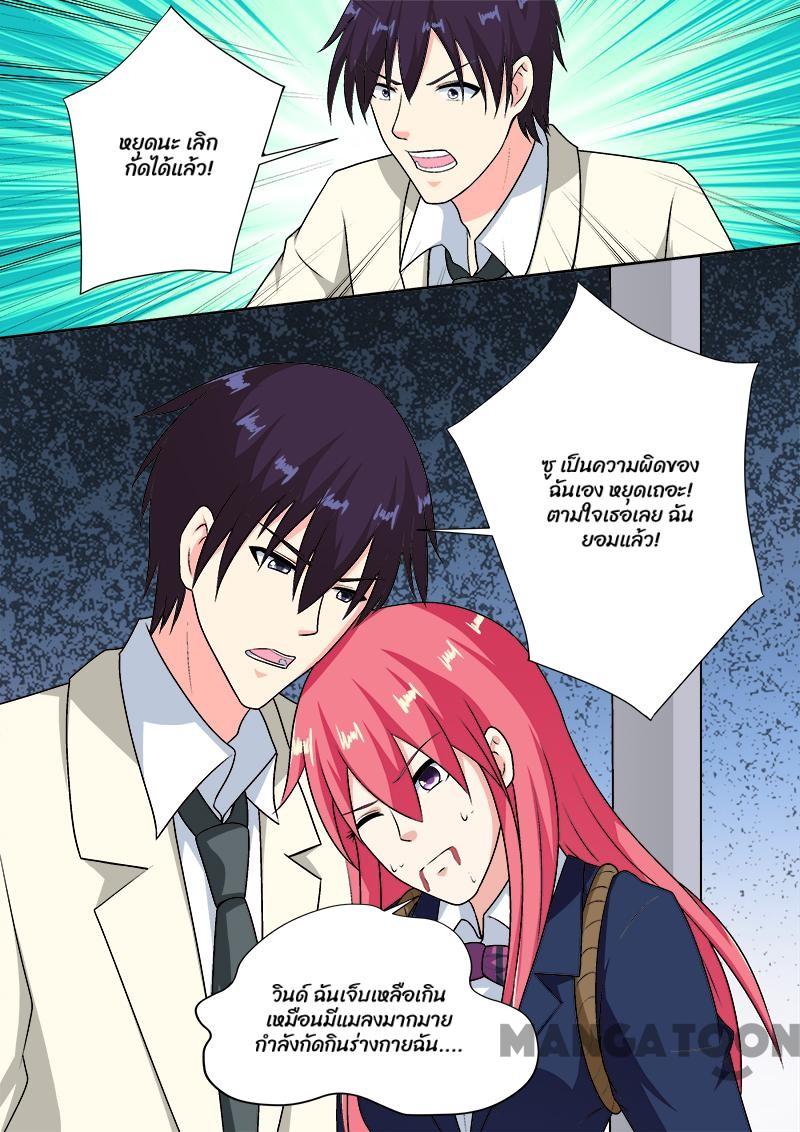 หยุดนะ เลิก
กัดได้แล้ว!
ซู เป็นความผิดของ
ฉันเอง หยุดเถอะ!
ตามใจเธอเลย ฉัน
ยอมแล้ว!
วินด์ ฉันเจ็บเหลือเกิน
เหมือนมีแมลงมากมาย
กำลังกัดกินร่างกายฉัน....
MANGATOON